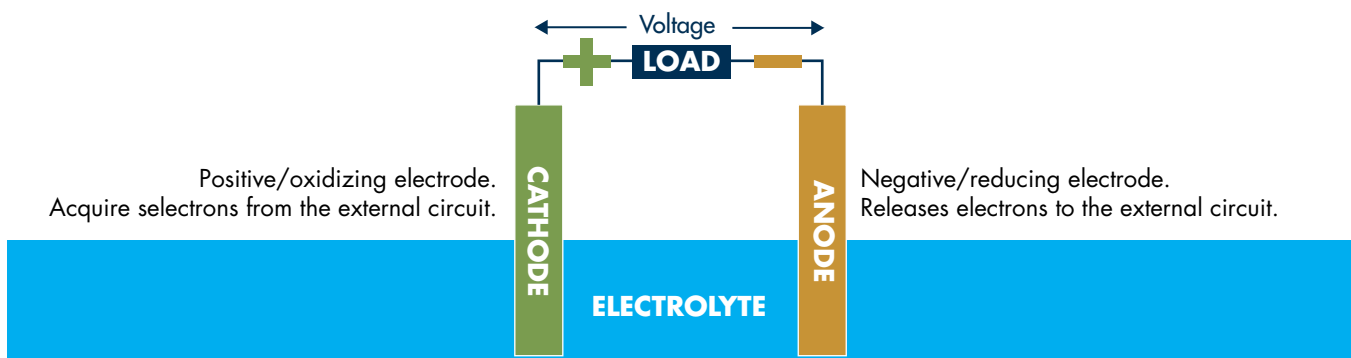 Voltage
LOAD
Positive/oxidizing electrode.
Acquire selectrons from the external circuit.
CATHODE
ANODE
Negative/reducing electrode.
Releases electrons to the external circuit.
ELECTROLYTE